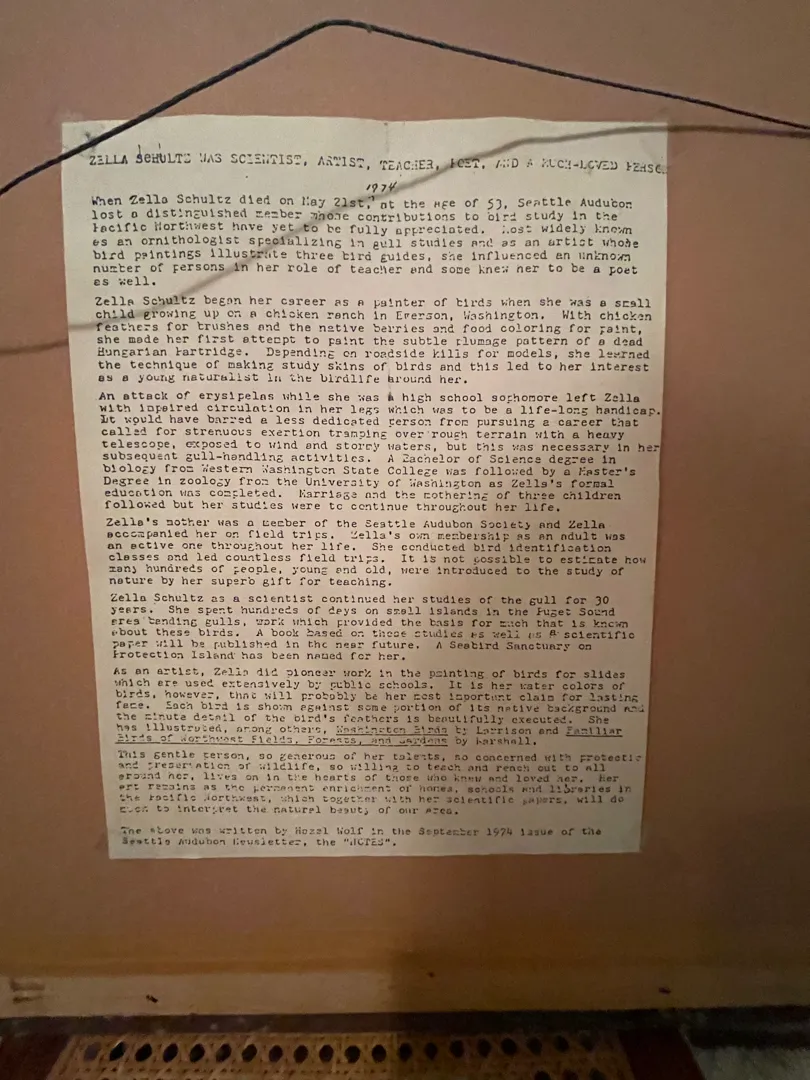 ZELLA SCHULTZ WAS SCIENTIST, ARTIST, TEACHER, POET, AND A MUCH-LOVED PERSO
1974
When Zella Schultz died on May 21st, at the age of 53, Seattle Audubon
lost a distinguished member whose contributions to bird study in the
Pacific Northwest have yet to be fully appreciated. Most widely known
as an ornithologist specializing in gull studies and as an artist whose
bird paintings illustrate three bird guides, she influenced an unknown
number of persons in her role of teacher and some knew her to be a poet
as well.
Zella Schultz began her career as a painter of birds when she was a small
child growing up on a chicken ranch in Everson, Washington. With chicken
feathers for brushes and the native berries and food coloring for paint,
she made her first attempt to paint the subtle plumage pattern of a dead
Hungarian Partridge. Depending on roadside kills for models, she learned
the technique of making study skins of birds and this led to her interest
as a young naturalist in the birdlife around her.
An attack of erysipelas while she was a high school sophomore left Zella
with impaired circulation in her legs which was to be a life-long handicap.
It would have barred a less dedicated person from pursuing a career that
called for strenuous exertion tramping over rough terrain with a heavy
telescope, exposed to wind and stormy waters, but this was necessary in her
subsequent gull-handling activities. A Bachelor of Science degree in
biology from Western Washington State College was followed by a Master's
Degree in zoology from the University of Washington as Zella's formal
education was completed. Marriage and the mothering of three children
followed but her studies were to continue throughout her life.
Zella's mother was a member of the Seattle Audubon Society and Zella
accompanied her on field trips. Zella's own membership as an adult was
an active one throughout her life. She conducted bird identification
classes and led countless field trips. It is not possible to estimate how
many hundreds of people, young and old, were introduced to the study of
nature by her superb gift for teaching.
Zella Schultz as a scientist continued her studies of the gull for 30
years. She spent hundreds of days on small islands in the Puget Sound
area banding gulls, work which provided the basis for much that is known
about these birds. A book based on these studies as well as a scientific
paper will be published in the near future. A Seabird Sanctuary on
Protection Island has been named for her.
As an artist, Zella did pioneer work in the painting of birds for slides
which are used extensively by public schools. It is her water colors of
birds, however, that will probably be her most important claim for lasting
fame. Each bird is shown against some portion of its native background and
the minute detail of the bird's feathers is beautifully executed. She
has illustrated, among others, Washington Birds by Larrison and Familiar
Birds of Northwest Fields, Forests, and Gardens by Marshall.
This gentle person, so generous of her talents, so concerned with protectio
and preservation of wildlife, so willing to teach and reach out to all
around her, lives on in the hearts of those who knew and loved her. Her
art remains as the permanent enrichment of homes, schools and libraries in
the Pacific Northwest, which together with her scientific papers, will do
much to interpret the natural beauty of our area.
The above was written by Hazel Wolf in the September 1974 issue of the
Seattle Audubon Newsletter, the "NOTES".